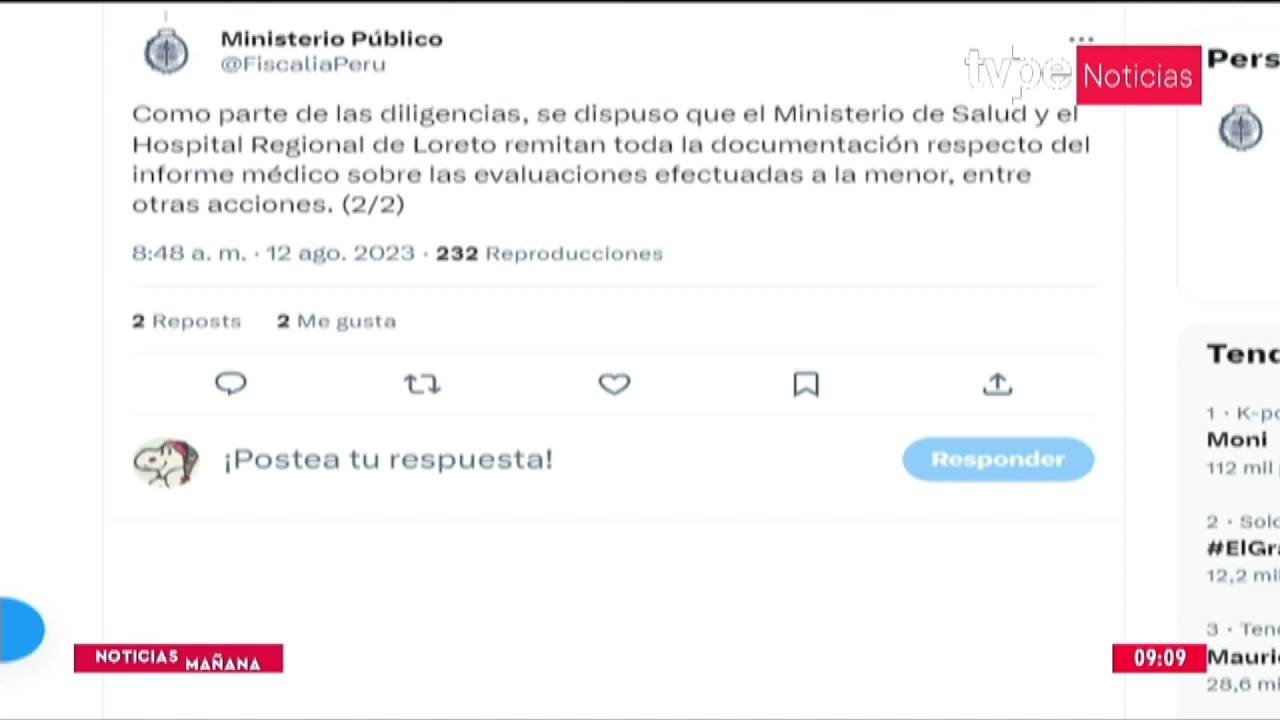 Ministerio Público
@FiscaliaPeru
tvpe Noticias
Como parte de las diligencias, se dispuso que el Ministerio de Salud y el
Hospital Regional de Loreto remitan toda la documentación respecto del
informe médico sobre las evaluaciones efectuadas a la menor, entre
otras acciones. (2/2)
8:48 a. m. · 12 ago. 2023 · 232 Reproducciones
2 Reposts 2 Me gusta
¡Postea tu respuesta!
Responder
Pers
Tend
1 · K-po
Moni
112 mil p
2 · Solo
#ElGra
12,2 mil
3 · Tend
Mauric
28,6 mi
NOTICIAS MAÑANA
09:09